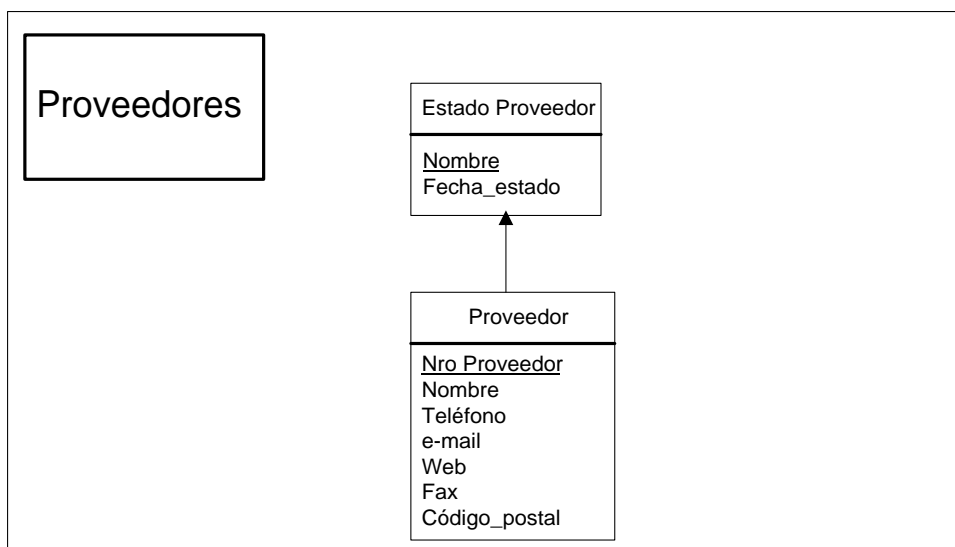 Proveedores
Estado Proveedor
Nombre
Fecha_estado
Proveedor
Nro Proveedor
Nombre
Teléfono
e-mail
Web
Fax
Código_postal